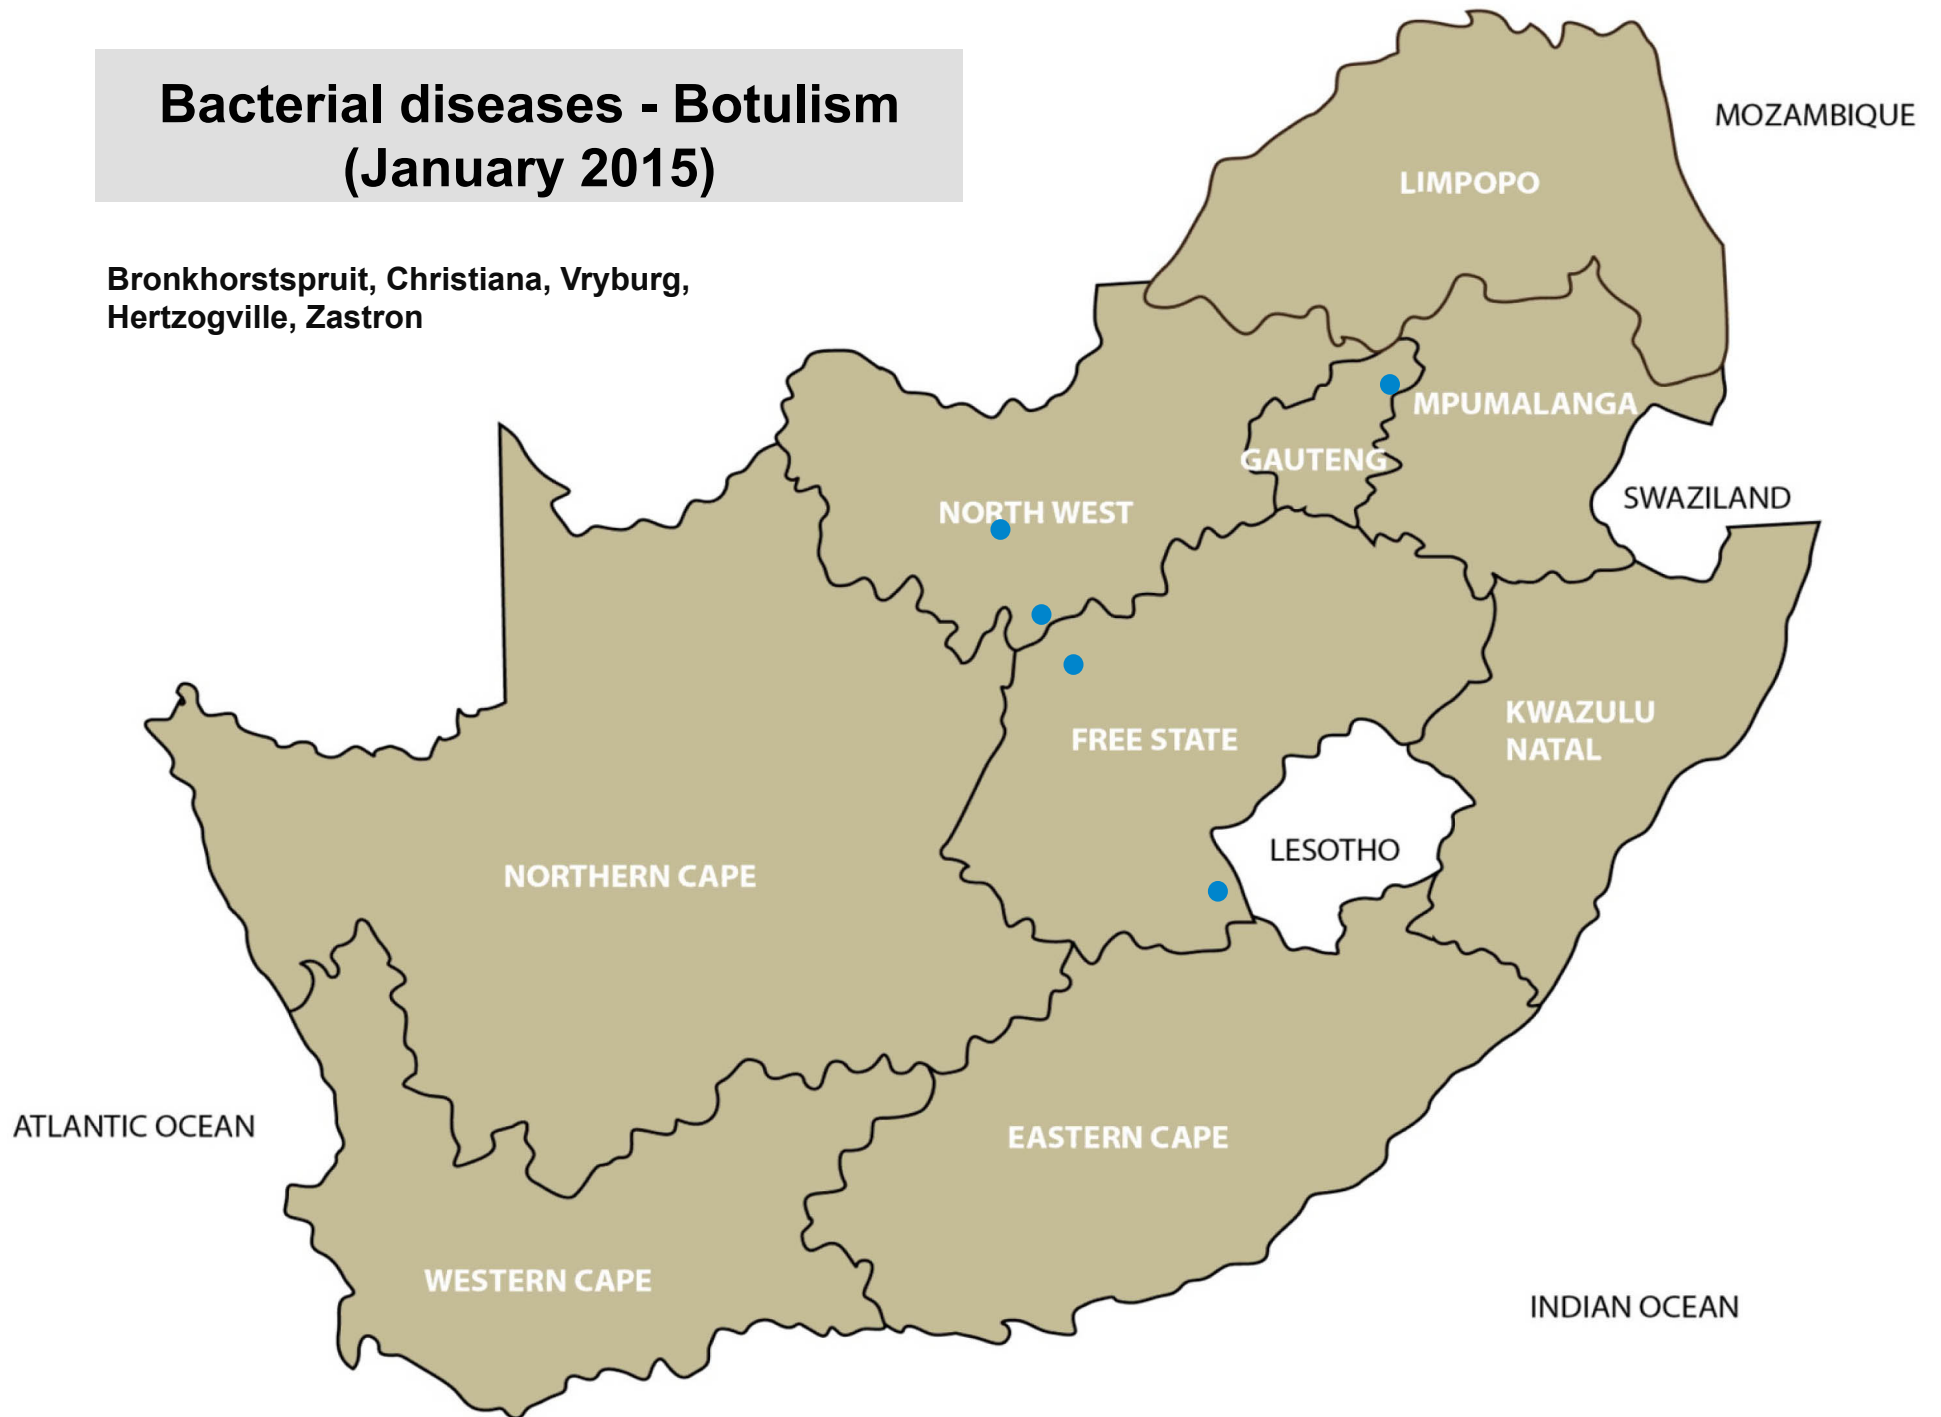 Bacterial diseases - Botulism
(January 2015)
Bronkhorstspruit, Christiana, Vryburg,
Hertzogville, Zastron
MOZAMBIQUE
LIMPOPO
MPUMALANGA
GAUTENG
SWAZILAND
NORTH WEST
KWAZULU
NATAL
FREE STATE
LESOTHO
NORTHERN CAPE
ATLANTIC OCEAN
EASTERN CAPE
WESTERN CAPE
INDIAN OCEAN